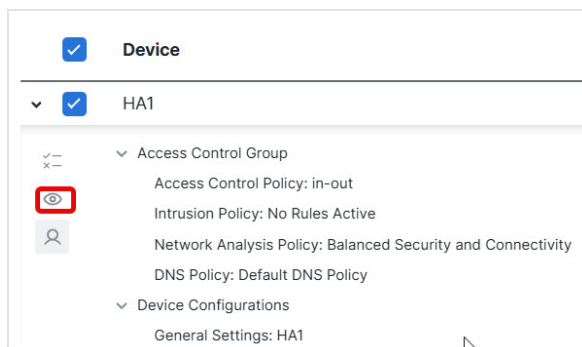 Device
HA1
Access Control Group
Access Control Policy: in-out
Intrusion Policy: No Rules Active
Network Analysis Policy: Balanced Security and Connectivity
DNS Policy: Default DNS Policy
Device Configurations
General Settings: HA1